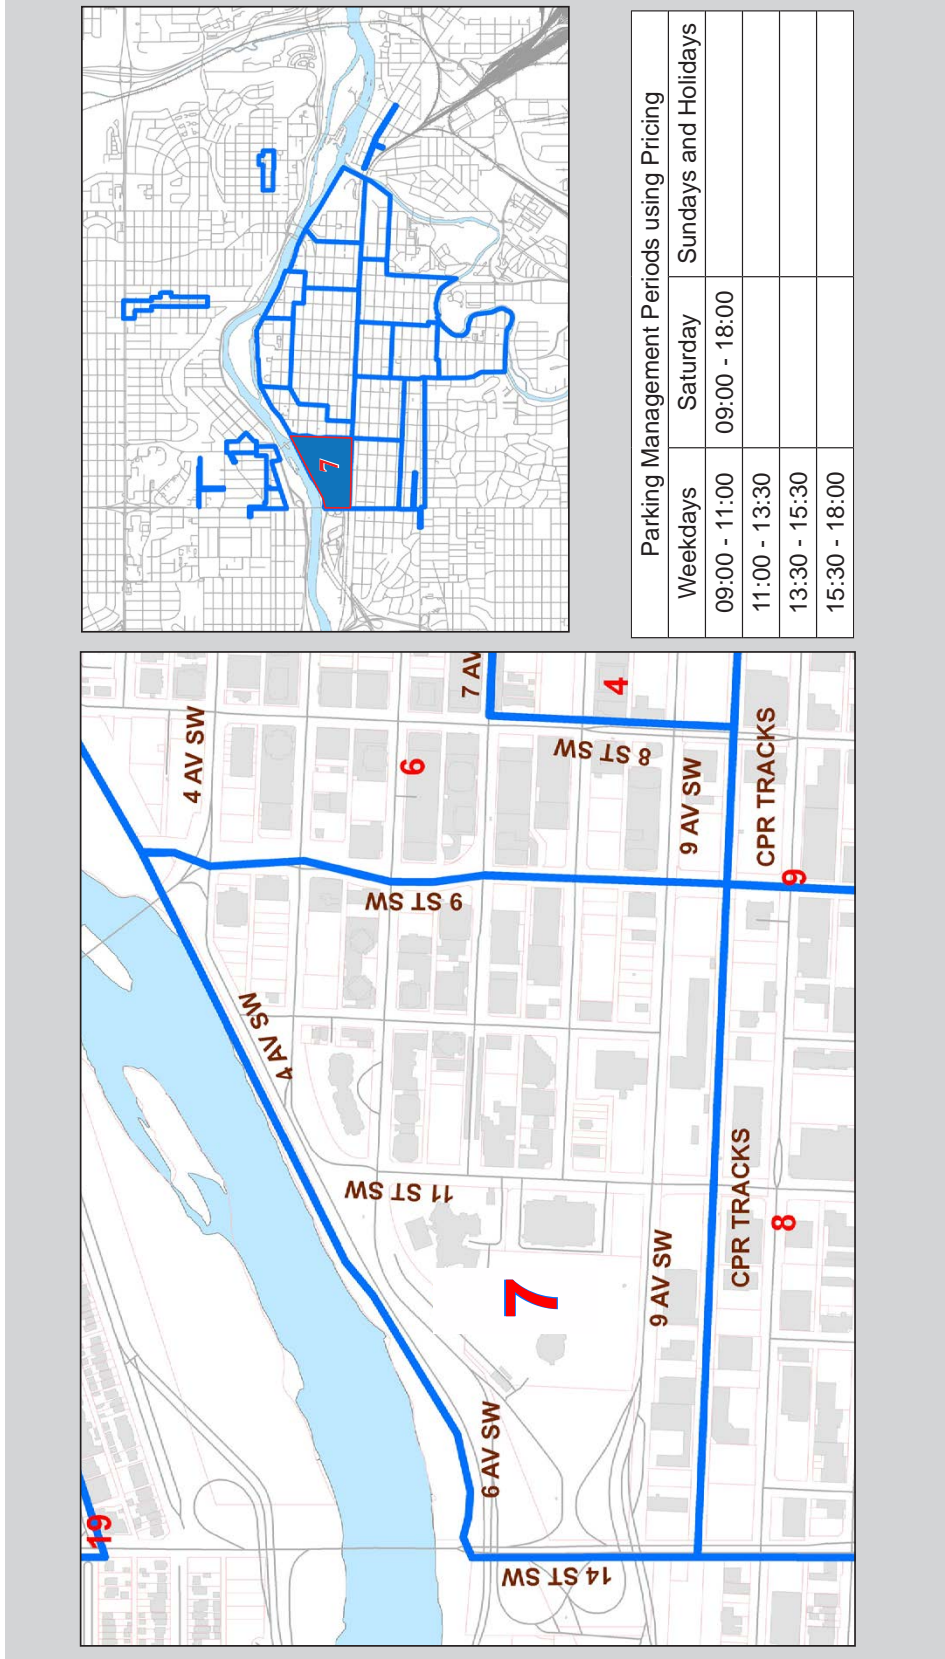 7
Parking Management Periods using Pricing
Weekdays Saturday Sundays and Holidays
09:00 - 11:00 09:00 - 18:00
11:00 - 13:30
13:30 - 15:30
15:30 - 18:00
19
4 AV SW
4 AV SW
6
7 AV
4
8 ST SW
9 ST SW
9 AV SW
CPR TRACKS
9
11 ST SW
7
6 AV SW
14 ST SW
9 AV SW
CPR TRACKS
8